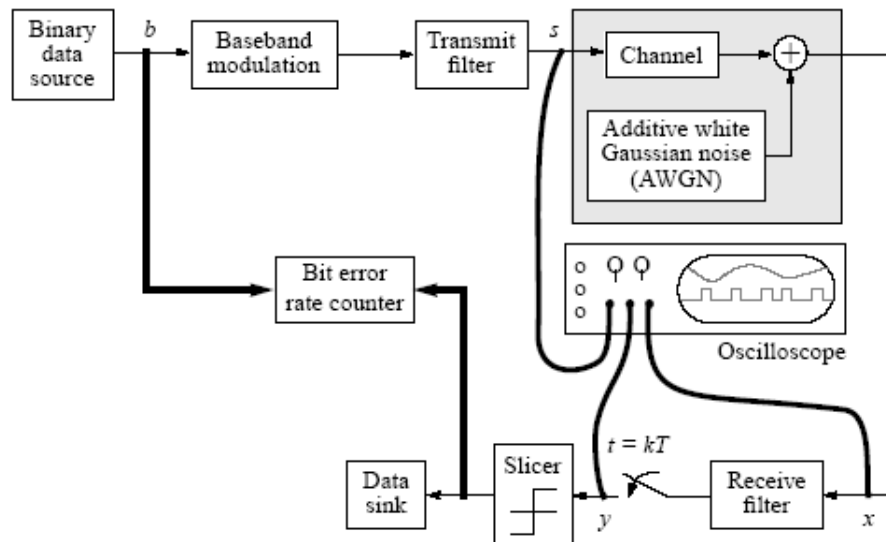 Binary
data
source
b
Baseband
modulation
Transmit
filter
s
Channel
+
Additive white
Gaussian noise
(AWGN)
Bit error
rate counter
Oscilloscope
Data
sink
Slicer
y
t = kT
Receive
filter
x